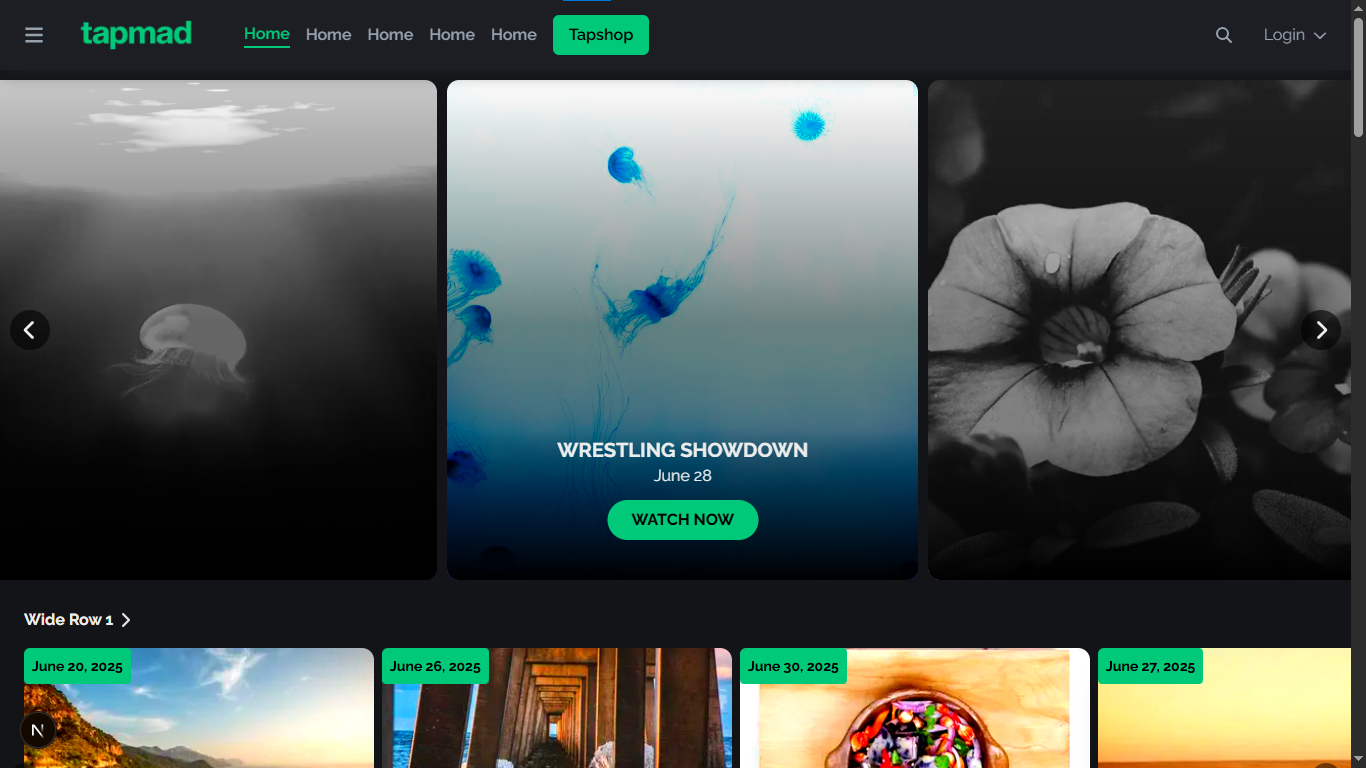 tapmad
Home Home Home Home Home Tapshop
Login
WRESTLING SHOWDOWN
June 28
WATCH NOW
Wide Row 1
June 20, 2025
June 26, 2025
June 30, 2025
June 27, 2025
N